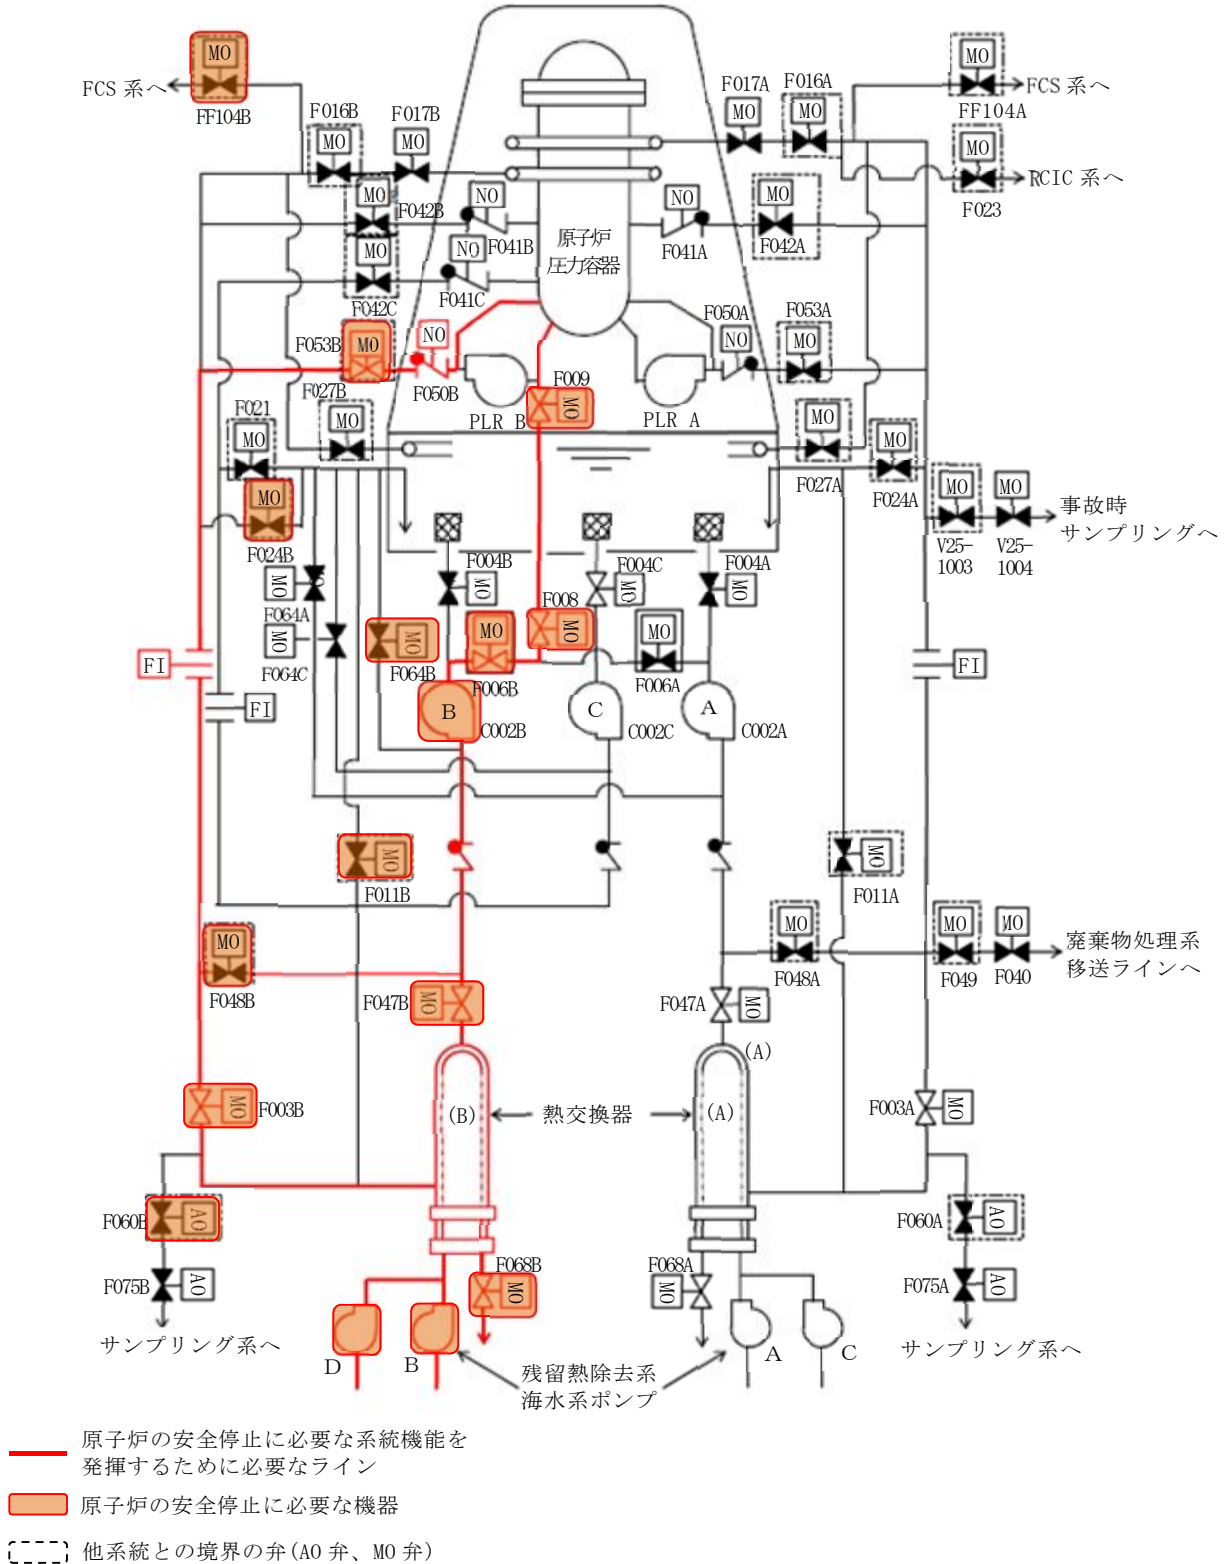 MO
FCS 系へ
FF104B
F016B
MO
F017B
MO
F017A
MO
F016A
MO
MO
FCS 系へ
FF104A
MO
RCIC 系へ
F023
MO
F042B
NO
F041B
原子炉
圧力容器
NO
F041A
MO
F042A
MO
F042C
NO
F041C
F053B
MO
NO
F050B
F050A
NO
F053A
MO
F009
MO
PLR B
PLR A
F027B
MO
F021
MO
MO
F024B
MO
F027A
MO
F024A
MO
V25-
1003
MO
V25-
1004
事故時
サンプリングへ
F004B
MO
F004C
MO
F004A
MO
MO
F064A
MO
F064C
MO
F064B
F008
MO
MO
F006B
MO
F006A
FI
FI
FI
B
C002B
C
C002C
A
C002A
MO
F011B
MO
F011A
MO
F048B
MO
F048A
MO
F049
MO
F040
廃棄物処理系
移送ラインへ
F047B
MO
F047A
MO
(A)
F003B
MO
(B)
熱交換器
(A)
F003A
MO
F060B
AO
F060A
AO
F075B
AO
F068B
MO
F068A
MO
F075A
AO
サンプリング系へ
D
B
残留熱除去系
海水系ポンプ
A
C
サンプリング系へ
原子炉の安全停止に必要な系統機能を
発揮するために必要なライン
原子炉の安全停止に必要な機器
他系統との境界の弁(AO 弁、MO 弁)